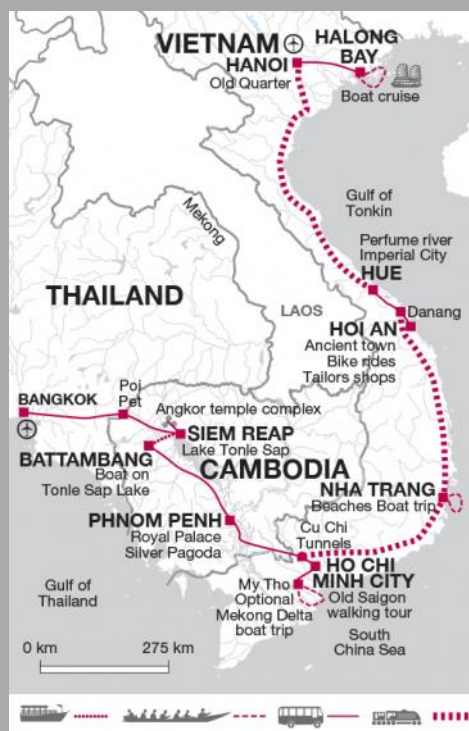 VIETNAM
HANOI
Old Quarter
HALONG
BAY
Boat cruise
Gulf of
Tonkin
Mekong
Perfume river
Imperial City
HUE
THAILAND
LAOS
Danang
HOI AN
Ancient town
Bike rides
Tailors shops
BANGKOK
Poi
Pet
Angkor temple complex
SIEM REAP
Lake Tonle Sap
BATTAMBANG
Boat on
Tonle Sap Lake
CAMBODIA
NHA TRANG
Beaches Boat trip
PHNOM PENH
Royal Palace
Silver Pagoda
Cu Chi
Tunnels
HO CHI
MINH CITY
Old Saigon
walking tour
My Tho
Optional
Mekong Delta
boat trip
Gulf of
Thailand
South
China Sea
0 km
275 km